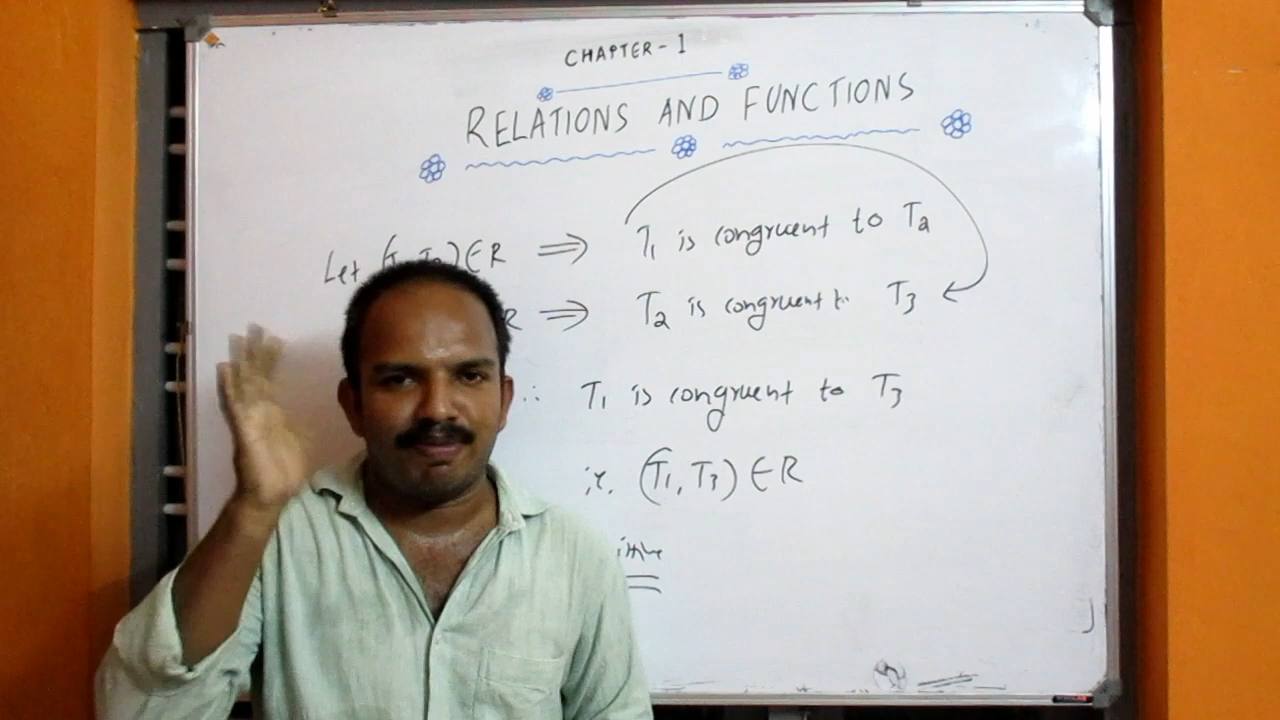 CHAPTER - 1
RELATIONS AND FUNCTIONS
Let ∈ R ⟹ T₁ is congruent to T₂
R ⟹ T₂ is congruent to T₃
∴ T₁ is congruent to T₃
i.e. (T₁, T₃) ∈ R